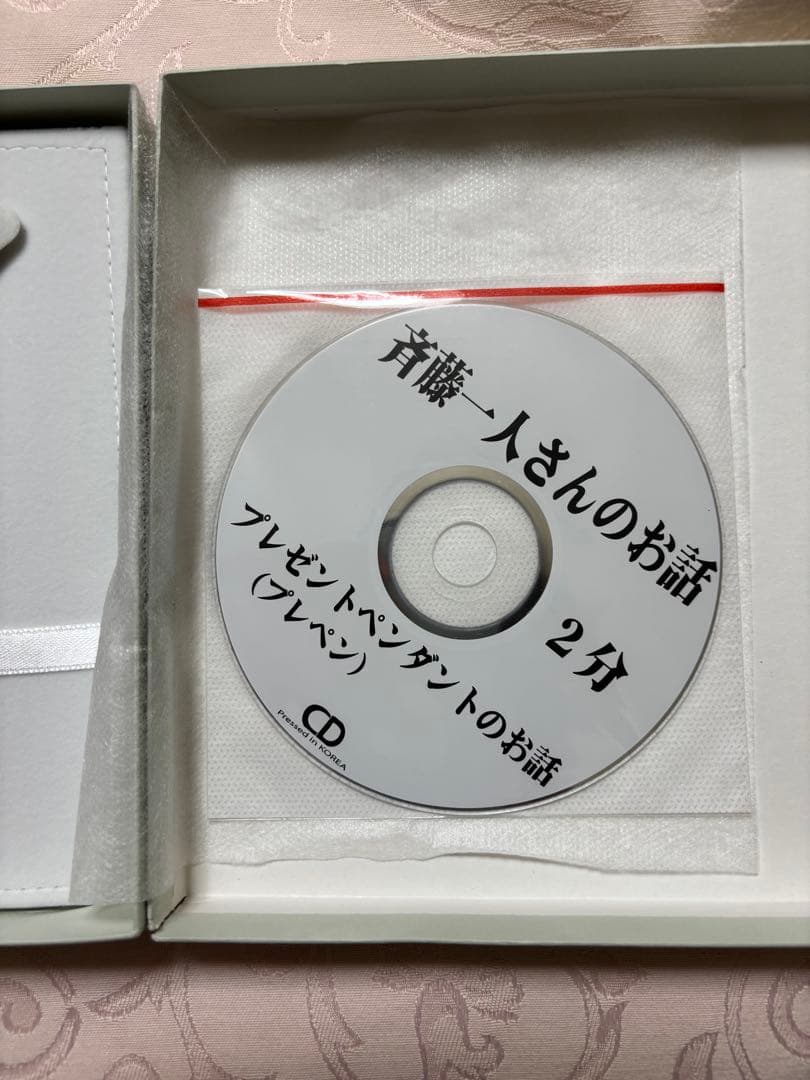 斉藤一人さんのお話
2分
プレゼントペンダントのお話
（プレペン）
CD
Pressed in KOREA